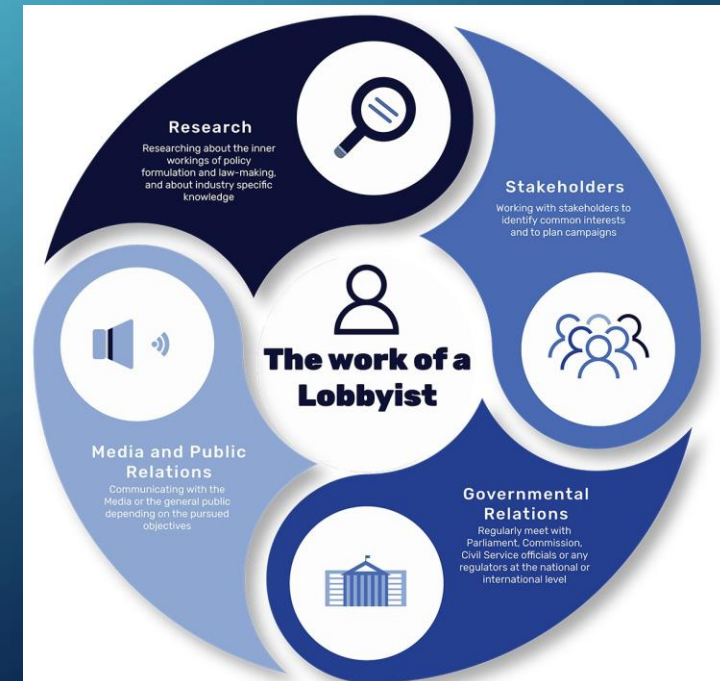 Research
Researching about the inner
workings of policy
formulation and law-making,
and about industry specific
knowledge
Stakeholders
Working with stakeholders to
identify common interests
and to plan campaigns
The work of a
Lobbyist
Media and Public
Relations
Communicating with the
Media or the general public
depending on the pursued
objectives
Governmental
Relations
Regularly meet with
Parliament, Commission,
Civil Service officials or any
regulators at the national or
international level